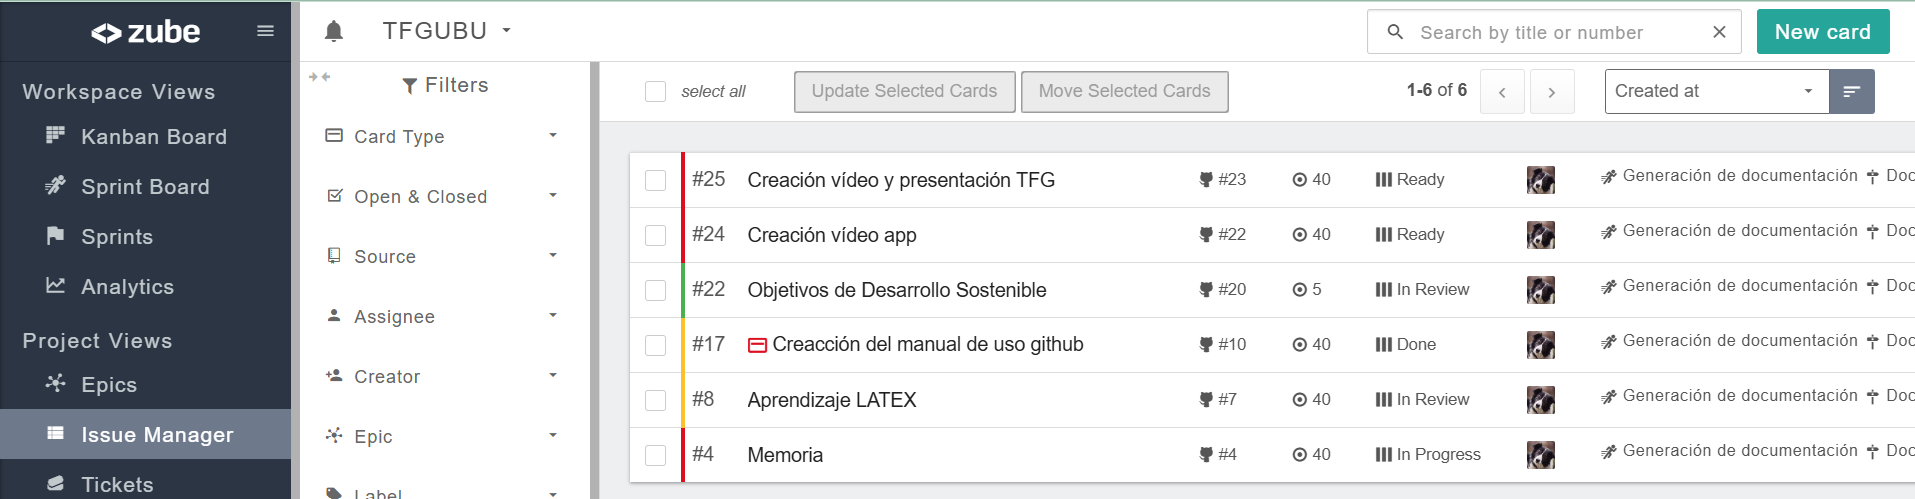 zube
TFGUBU
Search by title or number
New card
Workspace Views
Kanban Board
Sprint Board
Sprints
Analytics
Project Views
Epics
Issue Manager
Tickets
Filters
Card Type
Open & Closed
Source
Assignee
Creator
Epic
Label
select all
Update Selected Cards
Move Selected Cards
1-6 of 6
Created at
#25 Creación vídeo y presentación TFG #23 40 Ready Generación de documentación Doc
#24 Creación vídeo app #22 40 Ready Generación de documentación Doc
#22 Objetivos de Desarrollo Sostenible #20 5 In Review Generación de documentación Doc
#17 Creacción del manual de uso github #10 40 Done Generación de documentación Doc
#8 Aprendizaje LATEX #7 40 In Review Generación de documentación Doc
#4 Memoria #4 40 In Progress Generación de documentación Doc